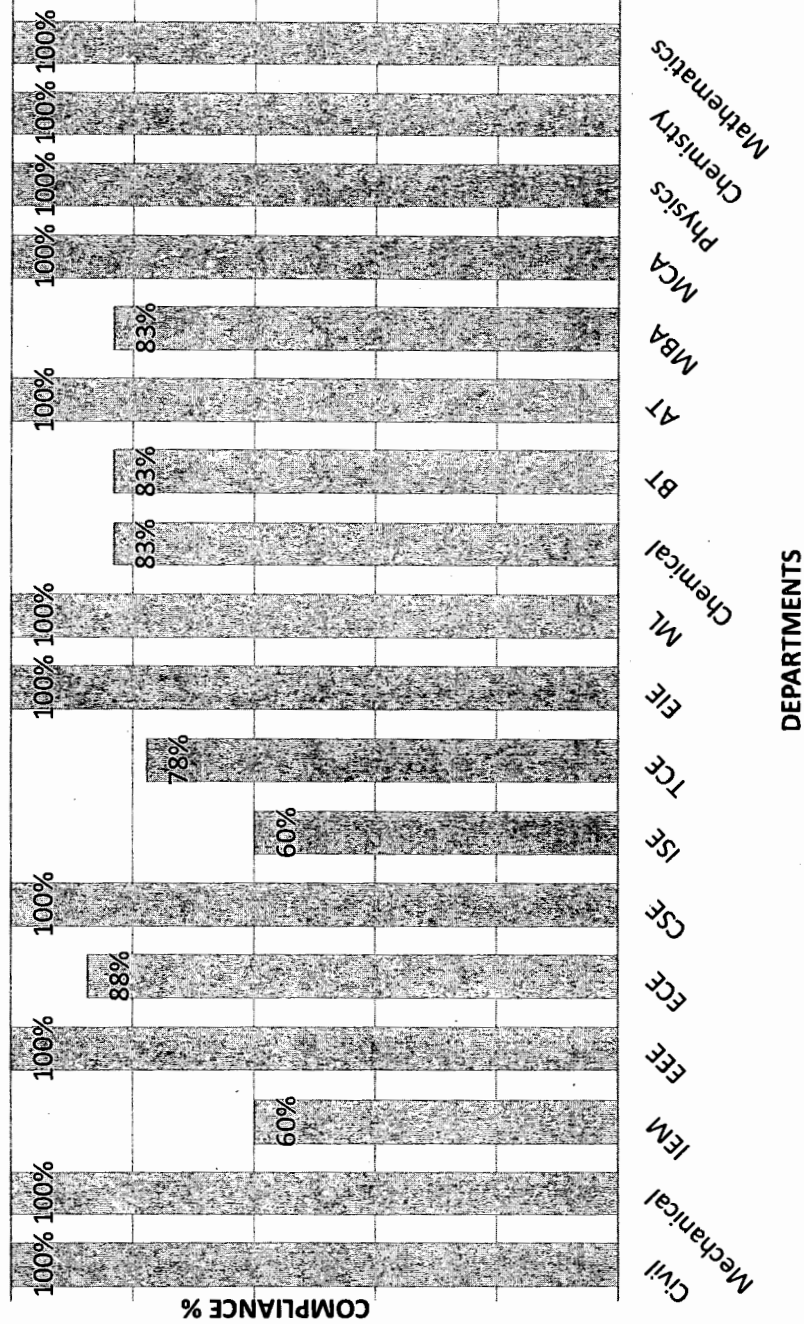 COMPLIANCE %
100%
100%
60%
100%
88%
100%
60%
78%
100%
100%
83%
83%
100%
83%
100%
100%
100%
100%
Civil
Mechanical
IEM
EEE
ECE
CSE
ISE
TCE
EIE
ML
Chemical
BT
AT
MBA
MCA
Physics
Chemistry
Mathematics
DEPARTMENTS